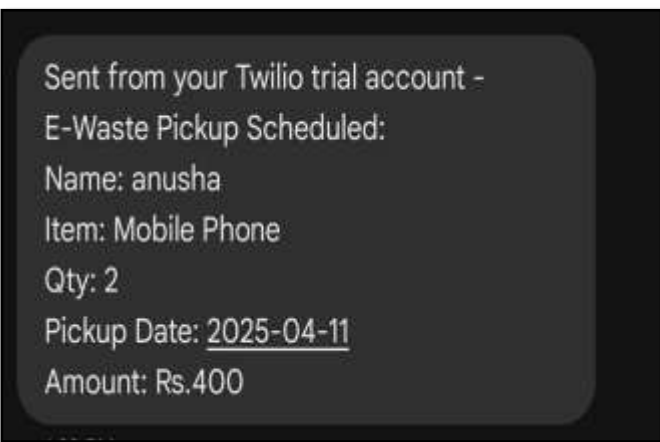 Sent from your Twilio trial account -
E-Waste Pickup Scheduled:
Name: anusha
Item: Mobile Phone
Qty: 2
Pickup Date: 2025-04-11
Amount: Rs.400